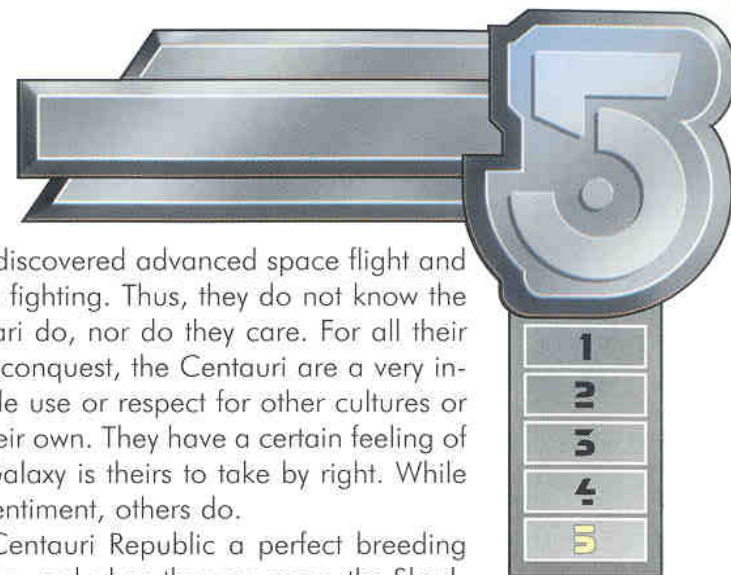 5
discovered advanced space flight and
fighting. Thus, they do not know the
ari do, nor do they care. For all their
conquest, the Centauri are a very in-
le use or respect for other cultures or
eir own. They have a certain feeling of
alaxy is theirs to take by right. While
entiment, others do.
Centauri Republic a perfect breeding
1
2
3
4
5